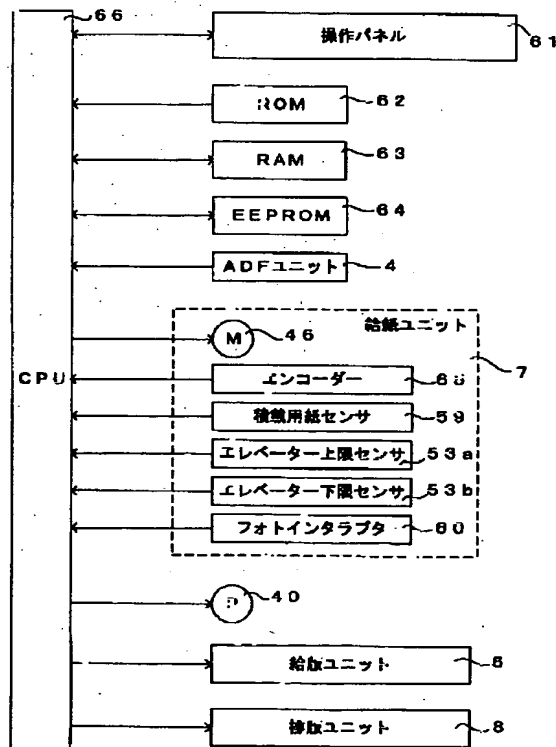 66
操作パネル
61
ROM
62
RAM
63
EEPROM
64
ADFユニット
4
給紙ユニット
M
46
7
CPU
エンコーダー
積載用紙センサ
59
エレベーター上限センサ
53a
エレベーター下限センサ
53b
フォトインタラプタ
60
P
40
給版ユニット
排版ユニット
8